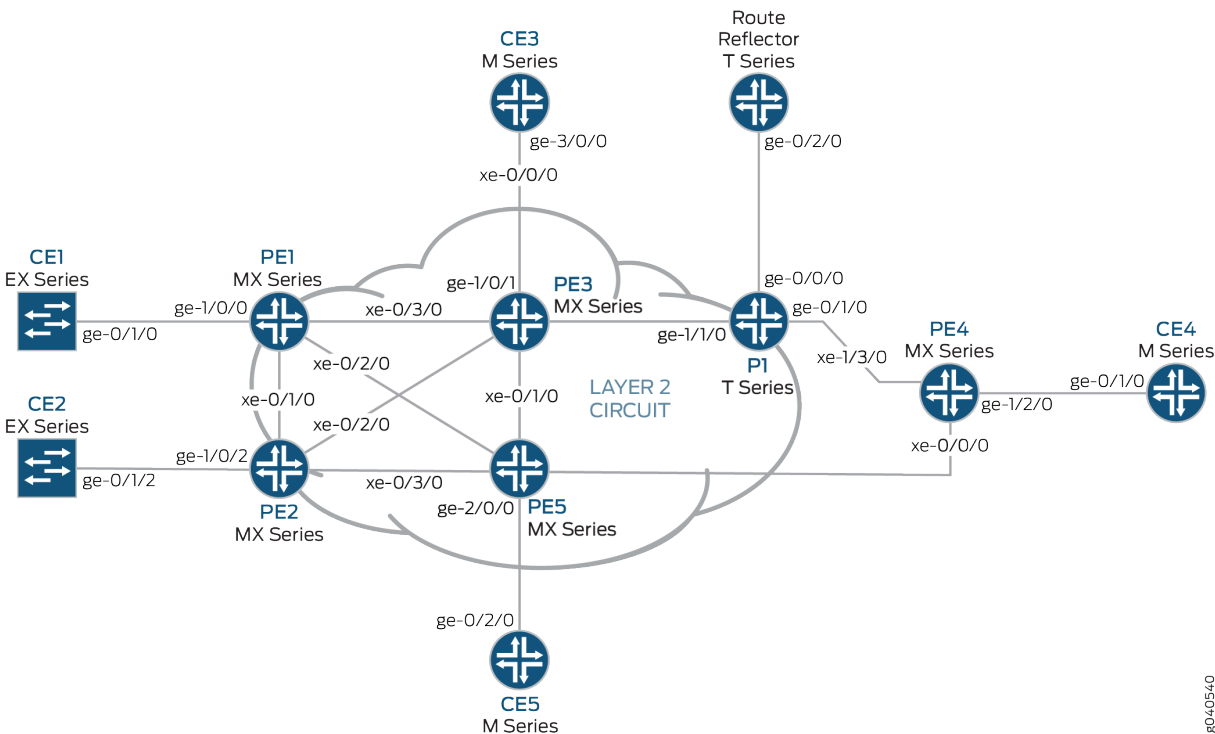 CE3
M Series
Route
Reflector
T Series
ge-3/0/0
ge-0/2/0
xe-0/0/0
CE1
EX Series
PE1
MX Series
ge-1/0/1
PE3
MX Series
ge-0/0/0
ge-0/1/0
ge-1/0/0
xe-0/3/0
ge-0/1/0
ge-1/1/0
PE4
MX Series
CE4
M Series
xe-0/2/0
P1
T Series
xe-1/3/0
ge-0/1/0
ge-1/2/0
CE2
EX Series
xe-0/1/0
xe-0/1/0
LAYER 2
CIRCUIT
xe-0/2/0
xe-0/0/0
ge-1/0/2
ge-0/1/2
xe-0/3/0
ge-2/0/0
PE2
MX Series
PE5
MX Series
ge-0/2/0
CE5
M Series
g040540